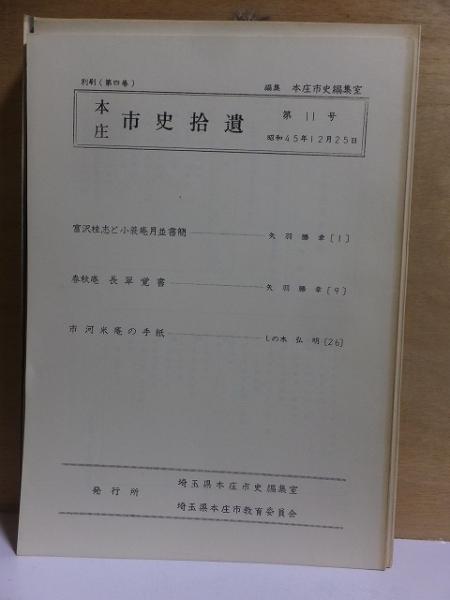 別刷(第四巻)
編集 本庄市史編集室
本庄 市史拾遺
第 11 号
昭和45年12月25日
富沢桂志と小蓑庵月並書簡 矢羽勝幸〔1〕
春秋庵 長翠覚書 矢羽勝幸〔9〕
市河米庵の手紙 しの木 弘明〔26〕
発行所
埼玉県本庄市史編集室
埼玉県本庄市教育委員会